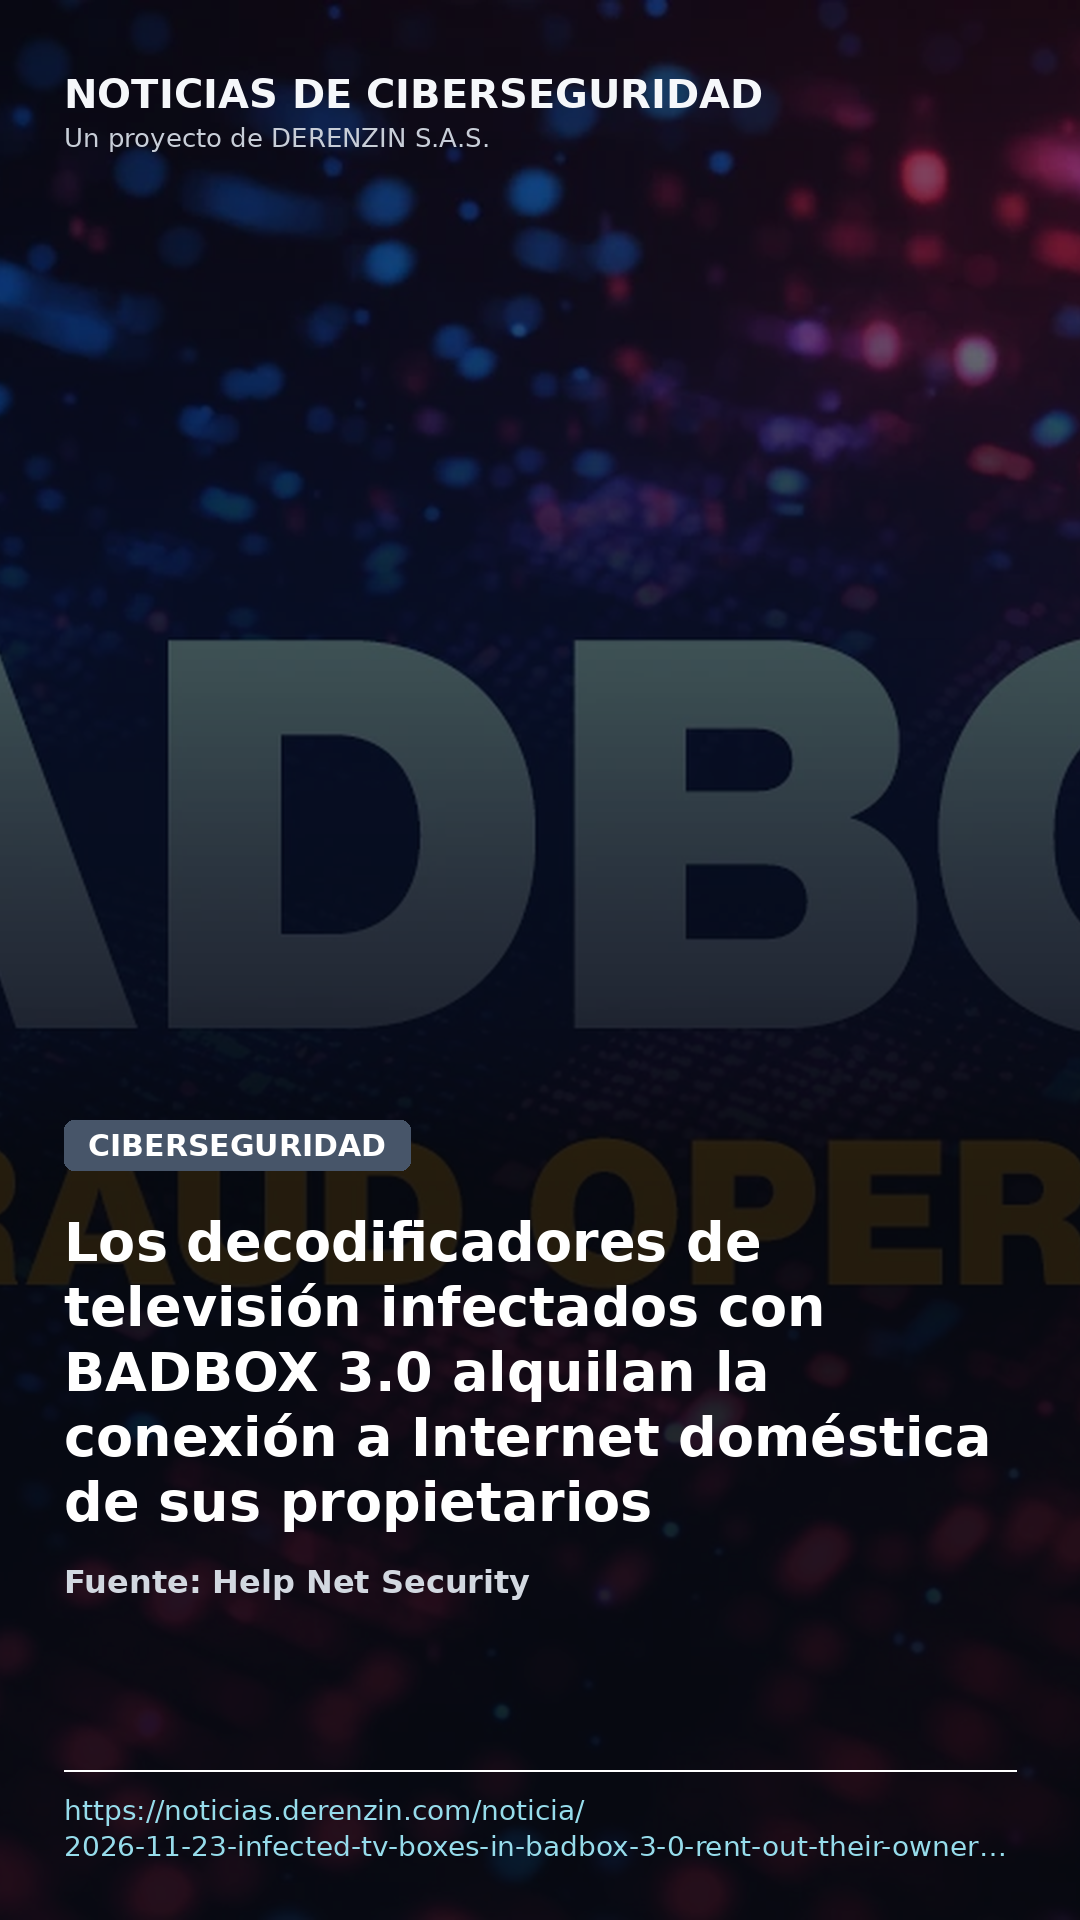 NOTICIAS DE CIBERSEGURIDAD
Un proyecto de DERENZIN S.A.S.
ADBO
RAUD OPER
CIBERSEGURIDAD
Los decodificadores de
televisión infectados con
BADBOX 3.0 alquilan la
conexión a Internet doméstica
de sus propietarios
Fuente: Help Net Security
https://noticias.derenzin.com/noticia/
2026-11-23-infected-tv-boxes-in-badbox-3-0-rent-out-their-owner…